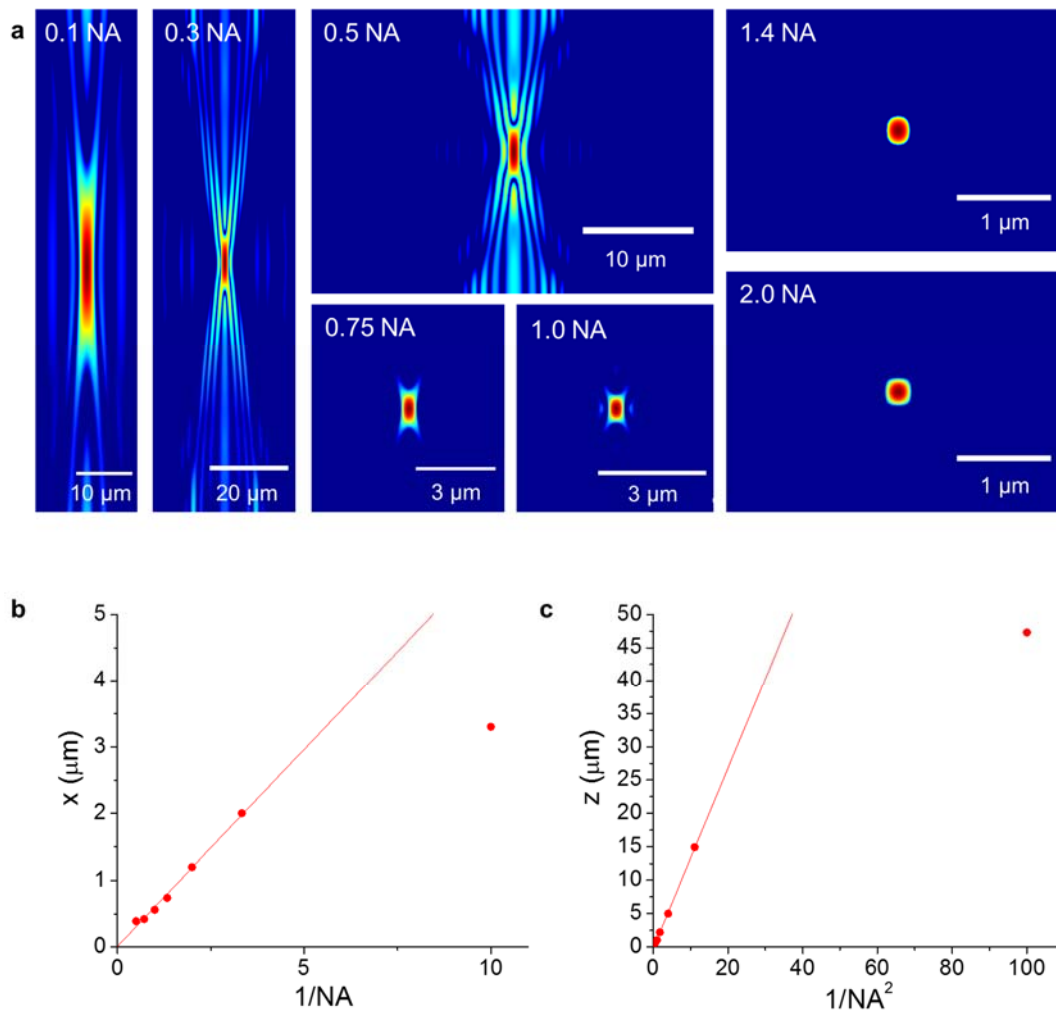 a
0.1 NA
10 µm
0.3 NA
20 µm
0.5 NA
10 µm
0.75 NA
3 µm
1.0 NA
3 µm
1.4 NA
1 µm
2.0 NA
1 µm
b
5
4
3
2
1
0
x (µm)
0
5
10
1/NA
c
50
45
40
35
30
25
20
15
10
5
0
z (µm)
0
20
40
60
80
100
1/NA²